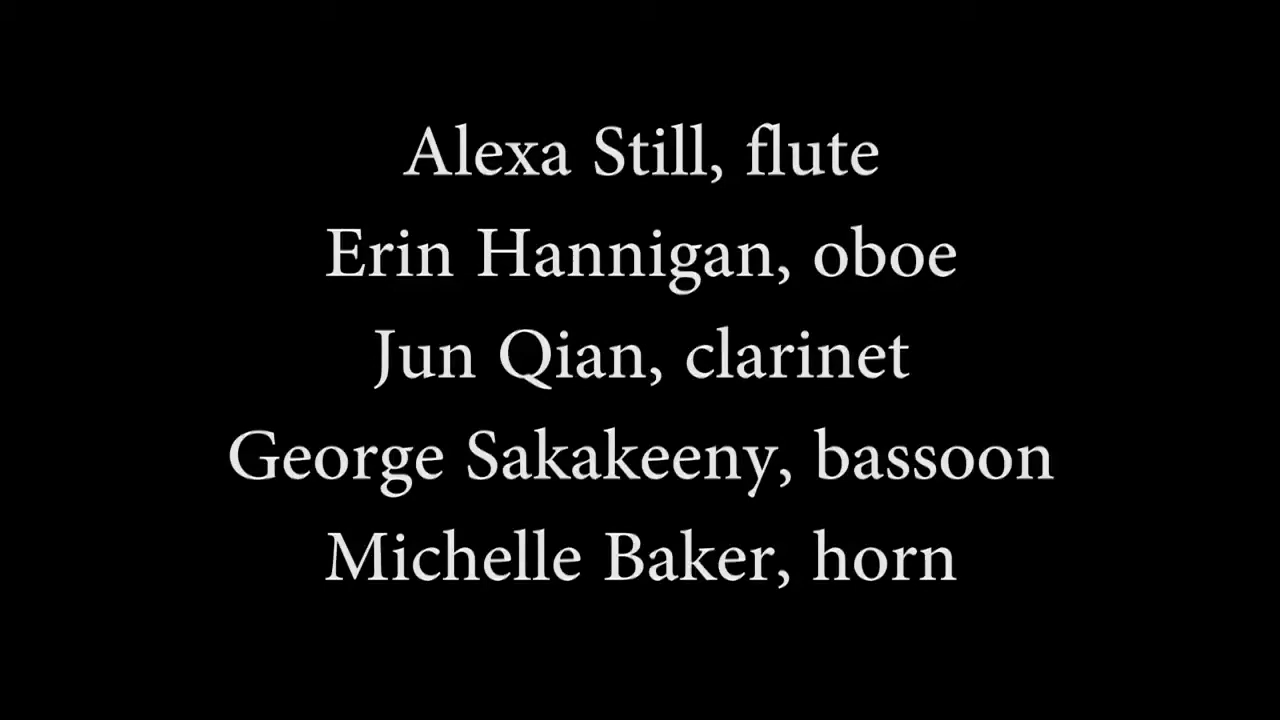 Alexa Still, flute
Erin Hannigan, oboe
Jun Qian, clarinet
George Sakakeeny, bassoon
Michelle Baker, horn